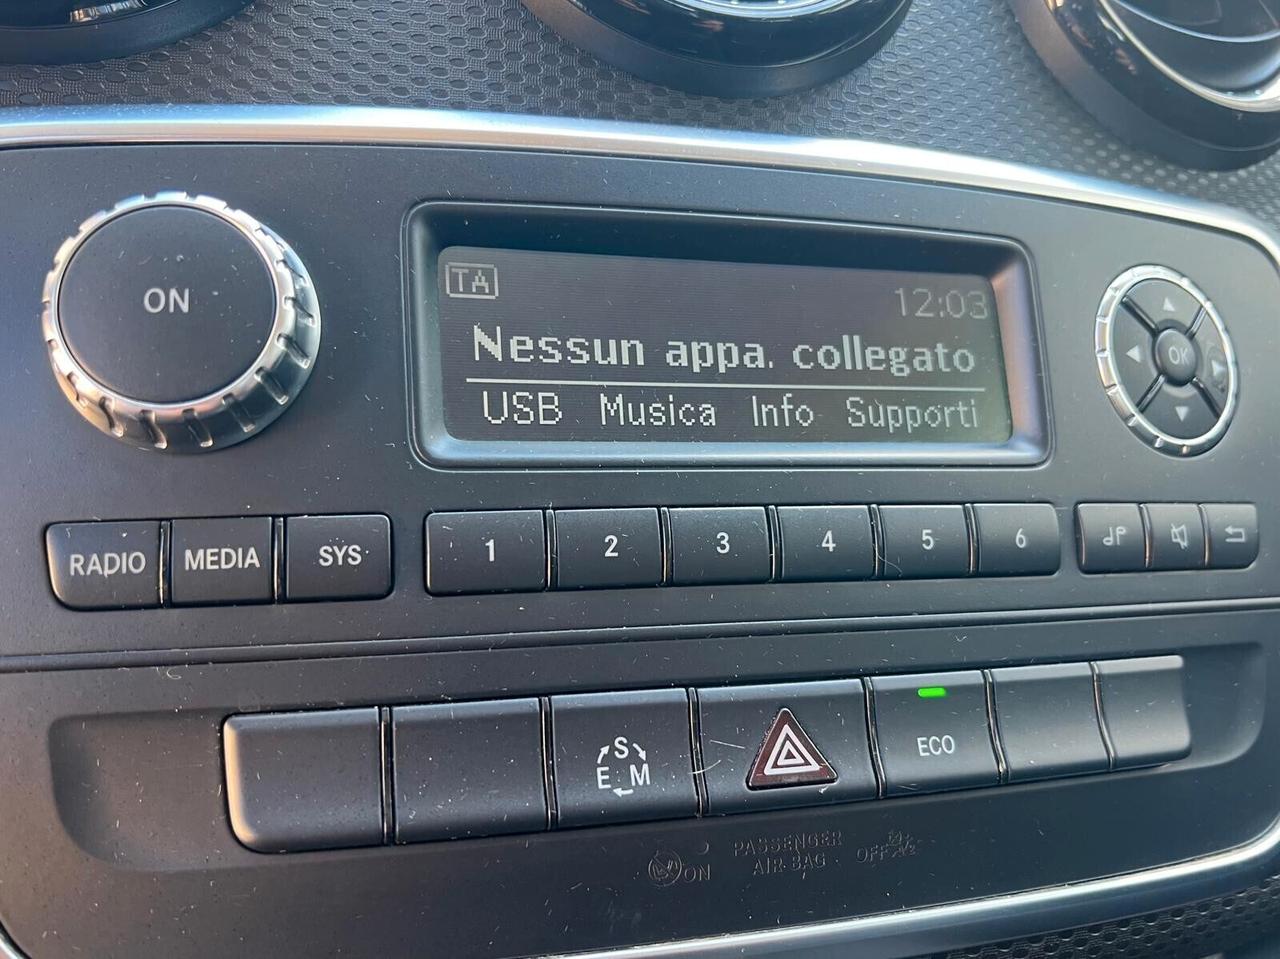 ON
TA
12:03
Nessun appa. collegato
USB Musica Info Supporti
OK
RADIO MEDIA SYS 1 2 3 4 5 6
S
E M
ECO
PASSENGER
AIR BAG
ON
OFF